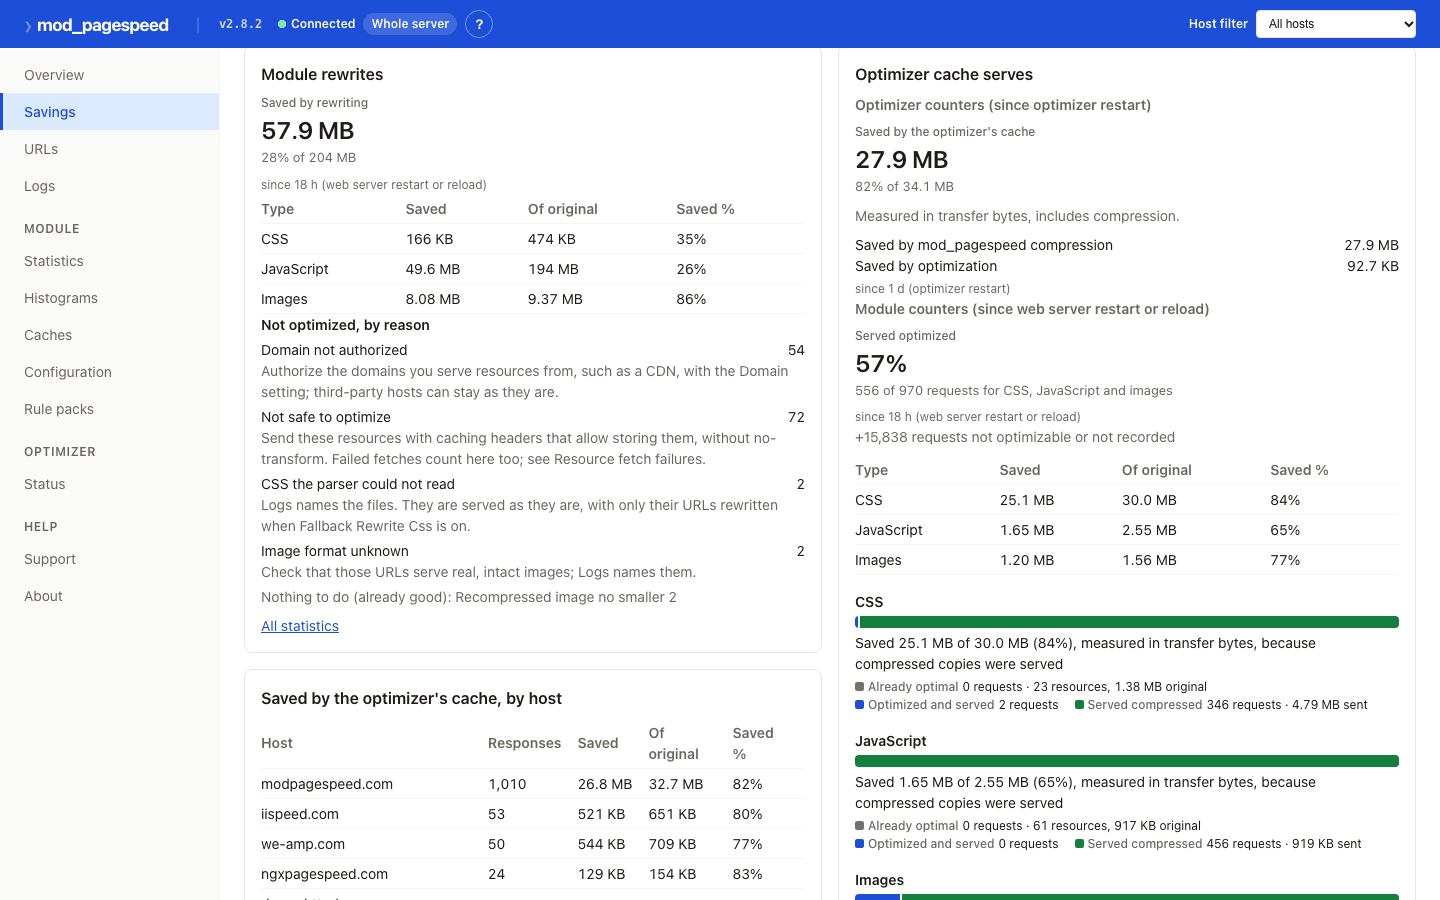 › mod_pagespeed
v2.8.2
Connected
Whole server
?
Host filter
All hosts
Overview
Savings
URLs
Logs
MODULE
Statistics
Histograms
Caches
Configuration
Rule packs
OPTIMIZER
Status
HELP
Support
About
Module rewrites
Saved by rewriting
57.9 MB
28% of 204 MB
since 18 h (web server restart or reload)
Type Saved Of original Saved %
CSS 166 KB 474 KB 35%
JavaScript 49.6 MB 194 MB 26%
Images 8.08 MB 9.37 MB 86%
Not optimized, by reason
Domain not authorized 54
Authorize the domains you serve resources from, such as a CDN, with the Domain
setting; third-party hosts can stay as they are.
Not safe to optimize 72
Send these resources with caching headers that allow storing them, without no-
transform. Failed fetches count here too; see Resource fetch failures.
CSS the parser could not read 2
Logs names the files. They are served as they are, with only their URLs rewritten
when Fallback Rewrite Css is on.
Image format unknown 2
Check that those URLs serve real, intact images; Logs names them.
Nothing to do (already good): Recompressed image no smaller 2
All statistics
Saved by the optimizer's cache, by host
Host Responses Saved Of original Saved %
modpagespeed.com 1,010 26.8 MB 32.7 MB 82%
iispeed.com 53 521 KB 651 KB 80%
we-amp.com 50 544 KB 709 KB 77%
ngxpagespeed.com 24 129 KB 154 KB 83%
Optimizer cache serves
Optimizer counters (since optimizer restart)
Saved by the optimizer's cache
27.9 MB
82% of 34.1 MB
Measured in transfer bytes, includes compression.
Saved by mod_pagespeed compression 27.9 MB
Saved by optimization 92.7 KB
since 1 d (optimizer restart)
Module counters (since web server restart or reload)
Served optimized
57%
556 of 970 requests for CSS, JavaScript and images
since 18 h (web server restart or reload)
+15,838 requests not optimizable or not recorded
Type Saved Of original Saved %
CSS 25.1 MB 30.0 MB 84%
JavaScript 1.65 MB 2.55 MB 65%
Images 1.20 MB 1.56 MB 77%
CSS
Saved 25.1 MB of 30.0 MB (84%), measured in transfer bytes, because
compressed copies were served
Already optimal 0 requests · 23 resources, 1.38 MB original
Optimized and served 2 requests Served compressed 346 requests · 4.79 MB sent
JavaScript
Saved 1.65 MB of 2.55 MB (65%), measured in transfer bytes, because
compressed copies were served
Already optimal 0 requests · 61 resources, 917 KB original
Optimized and served 0 requests Served compressed 456 requests · 919 KB sent
Images